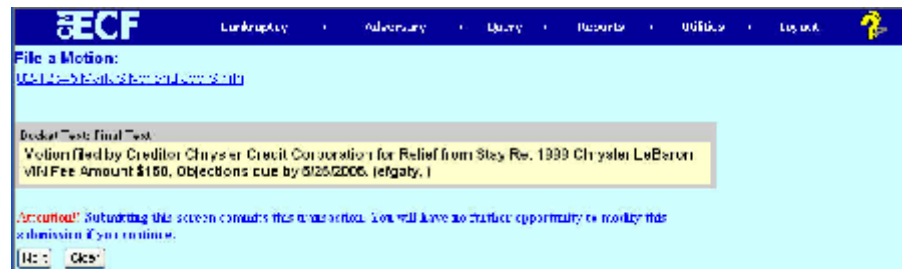 ECF Bankruptcy Adversary Query Reports Utilities Logout ?
File a Motion:
Docket Text: Final Text
Motion filed by Creditor Chrysler Credit Corporation for Relief from Stay Re: 1999 Chrysler LeBaron
VIN Fee Amount $150, Objections due by (efgaty, )
Attention!! Submitting this screen commits this transaction. You will have no further opportunity to modify this
submission if you continue.
Next Clear